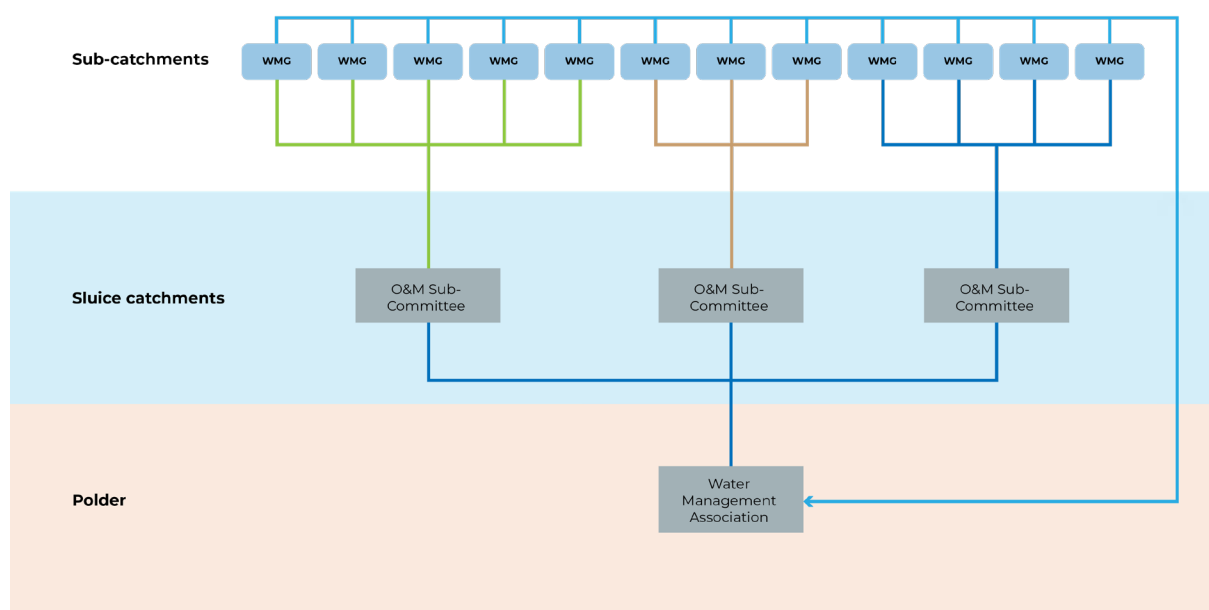 Sub-catchments
WMG WMG WMG WMG WMG WMG WMG WMG WMG WMG WMG WMG
Sluice catchments
O&M Sub-
Committee
O&M Sub-
Committee
O&M Sub-
Committee
Polder
Water
Management
Association